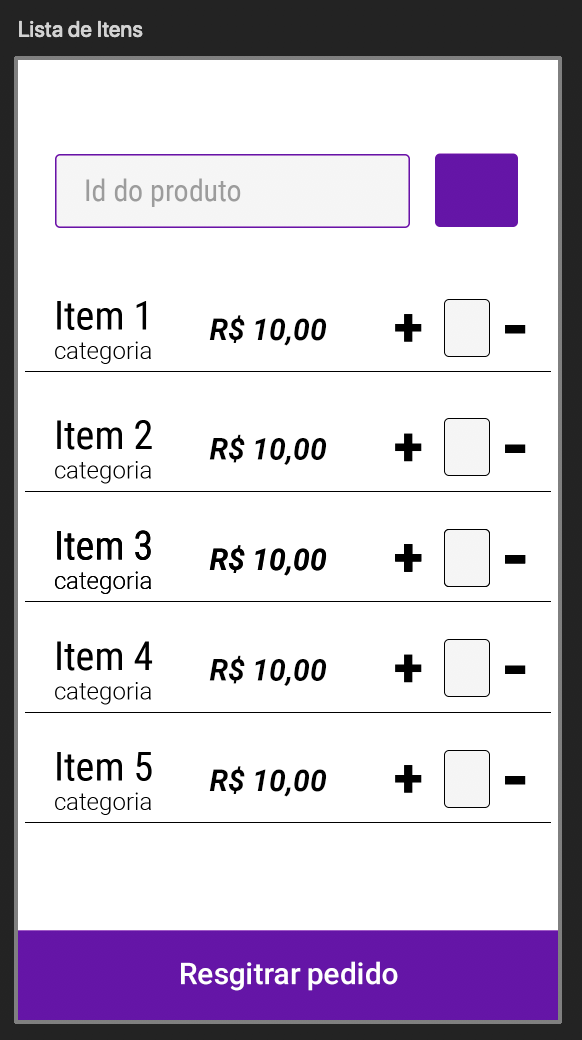 Lista de Itens
Id do produto
Item 1
categoria
R$ 10,00
+
-
Item 2
categoria
R$ 10,00
+
-
Item 3
categoria
R$ 10,00
+
-
Item 4
categoria
R$ 10,00
+
-
Item 5
categoria
R$ 10,00
+
-
Resgitrar pedido